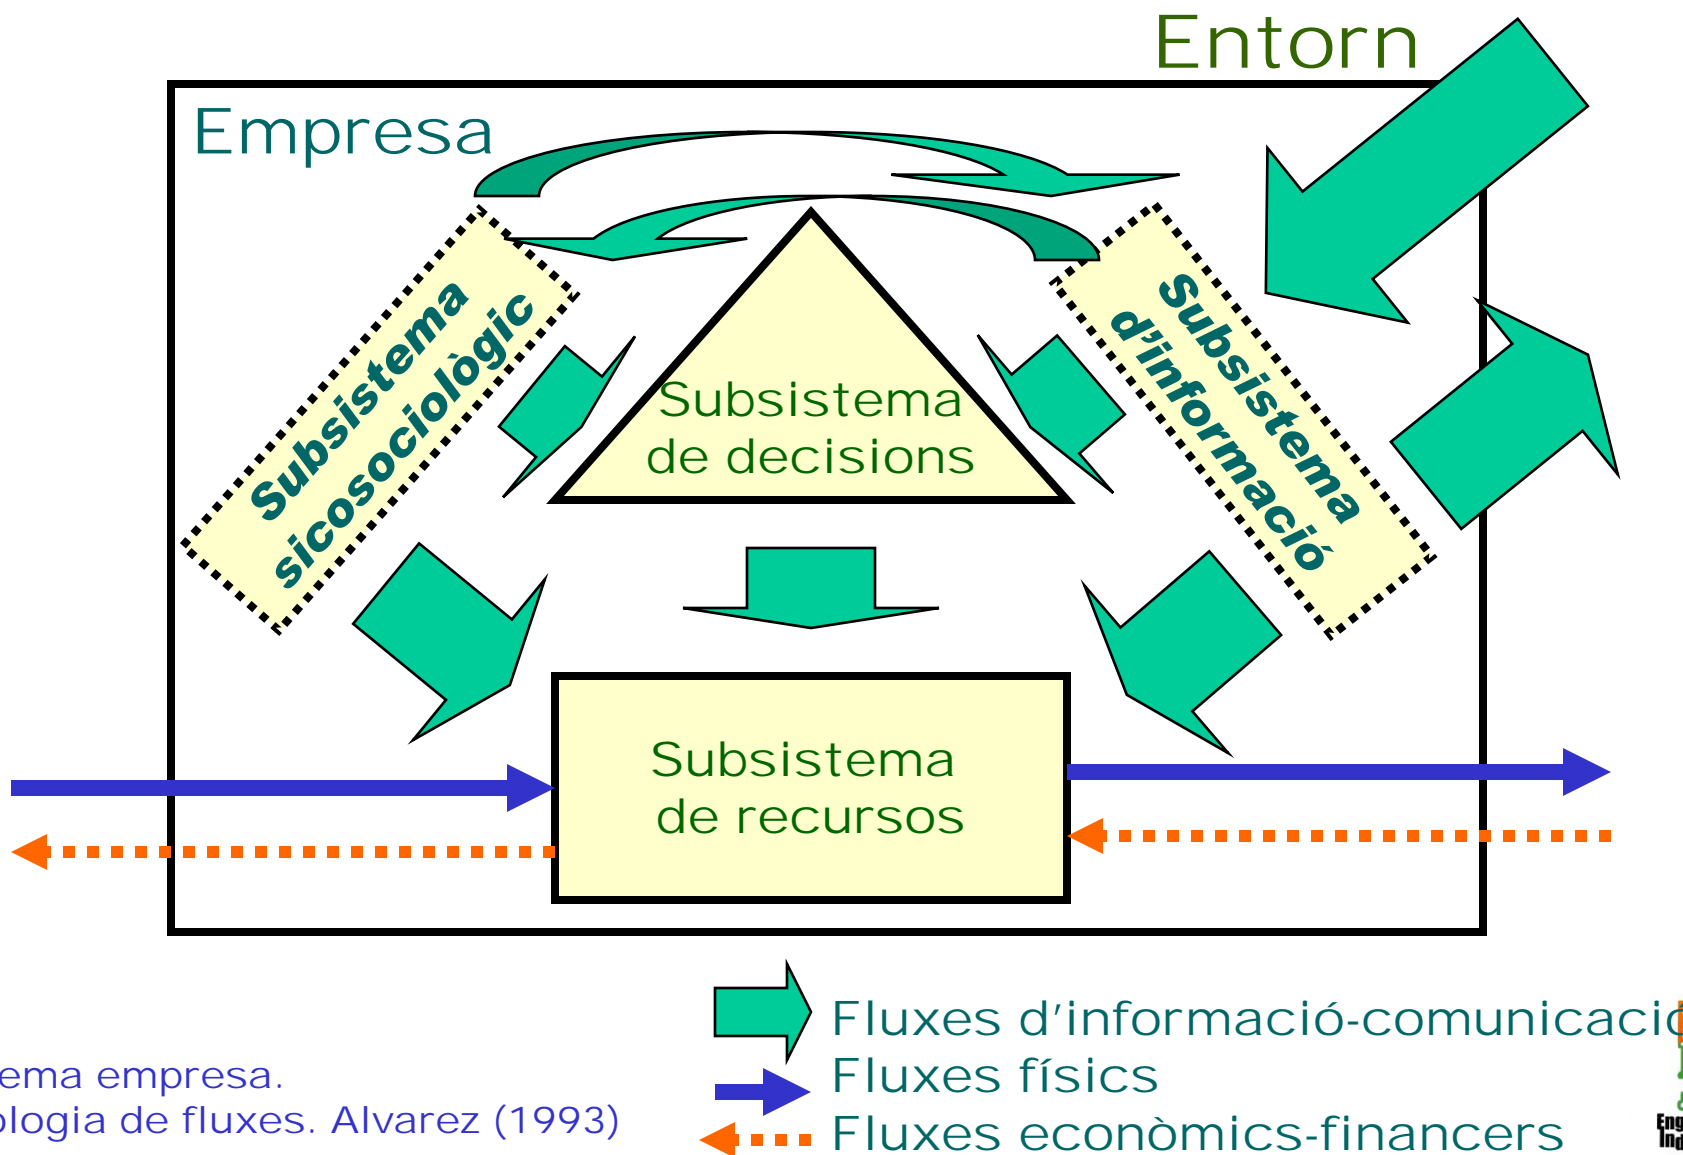 Entorn
Empresa
Subsistema
sicosociològic
Subsistema
de decisions
Subsistema
d'informació
Subsistema
de recursos
Fluxes d'informació-comunicació
Fluxes físics
Fluxes econòmics-financers
ema empresa.
ologia de fluxes. Alvarez (1993)